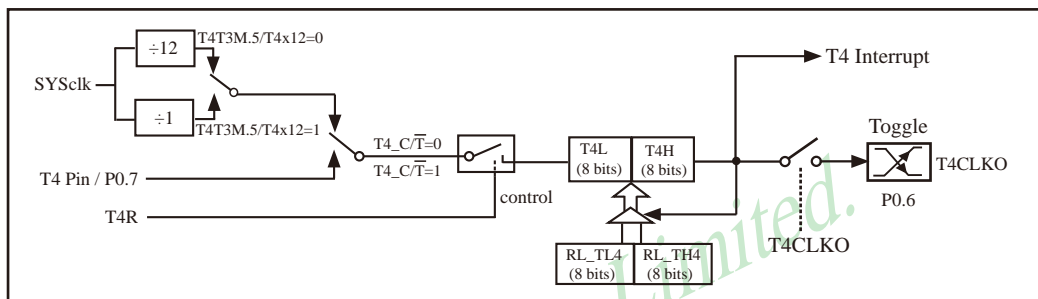 T4T3M.5/T4x12=0
÷12
SYSclk
÷1
T4T3M.5/T4x12=1
T4 Pin / P0.7
T4R
T4_C/T̅=0
T4_C/T̅=1
control
T4L
(8 bits)
T4H
(8 bits)
RL_TL4
(8 bits)
RL_TH4
(8 bits)
T4 Interrupt
Toggle
T4CLKO
P0.6
T4CLKO
Limited.